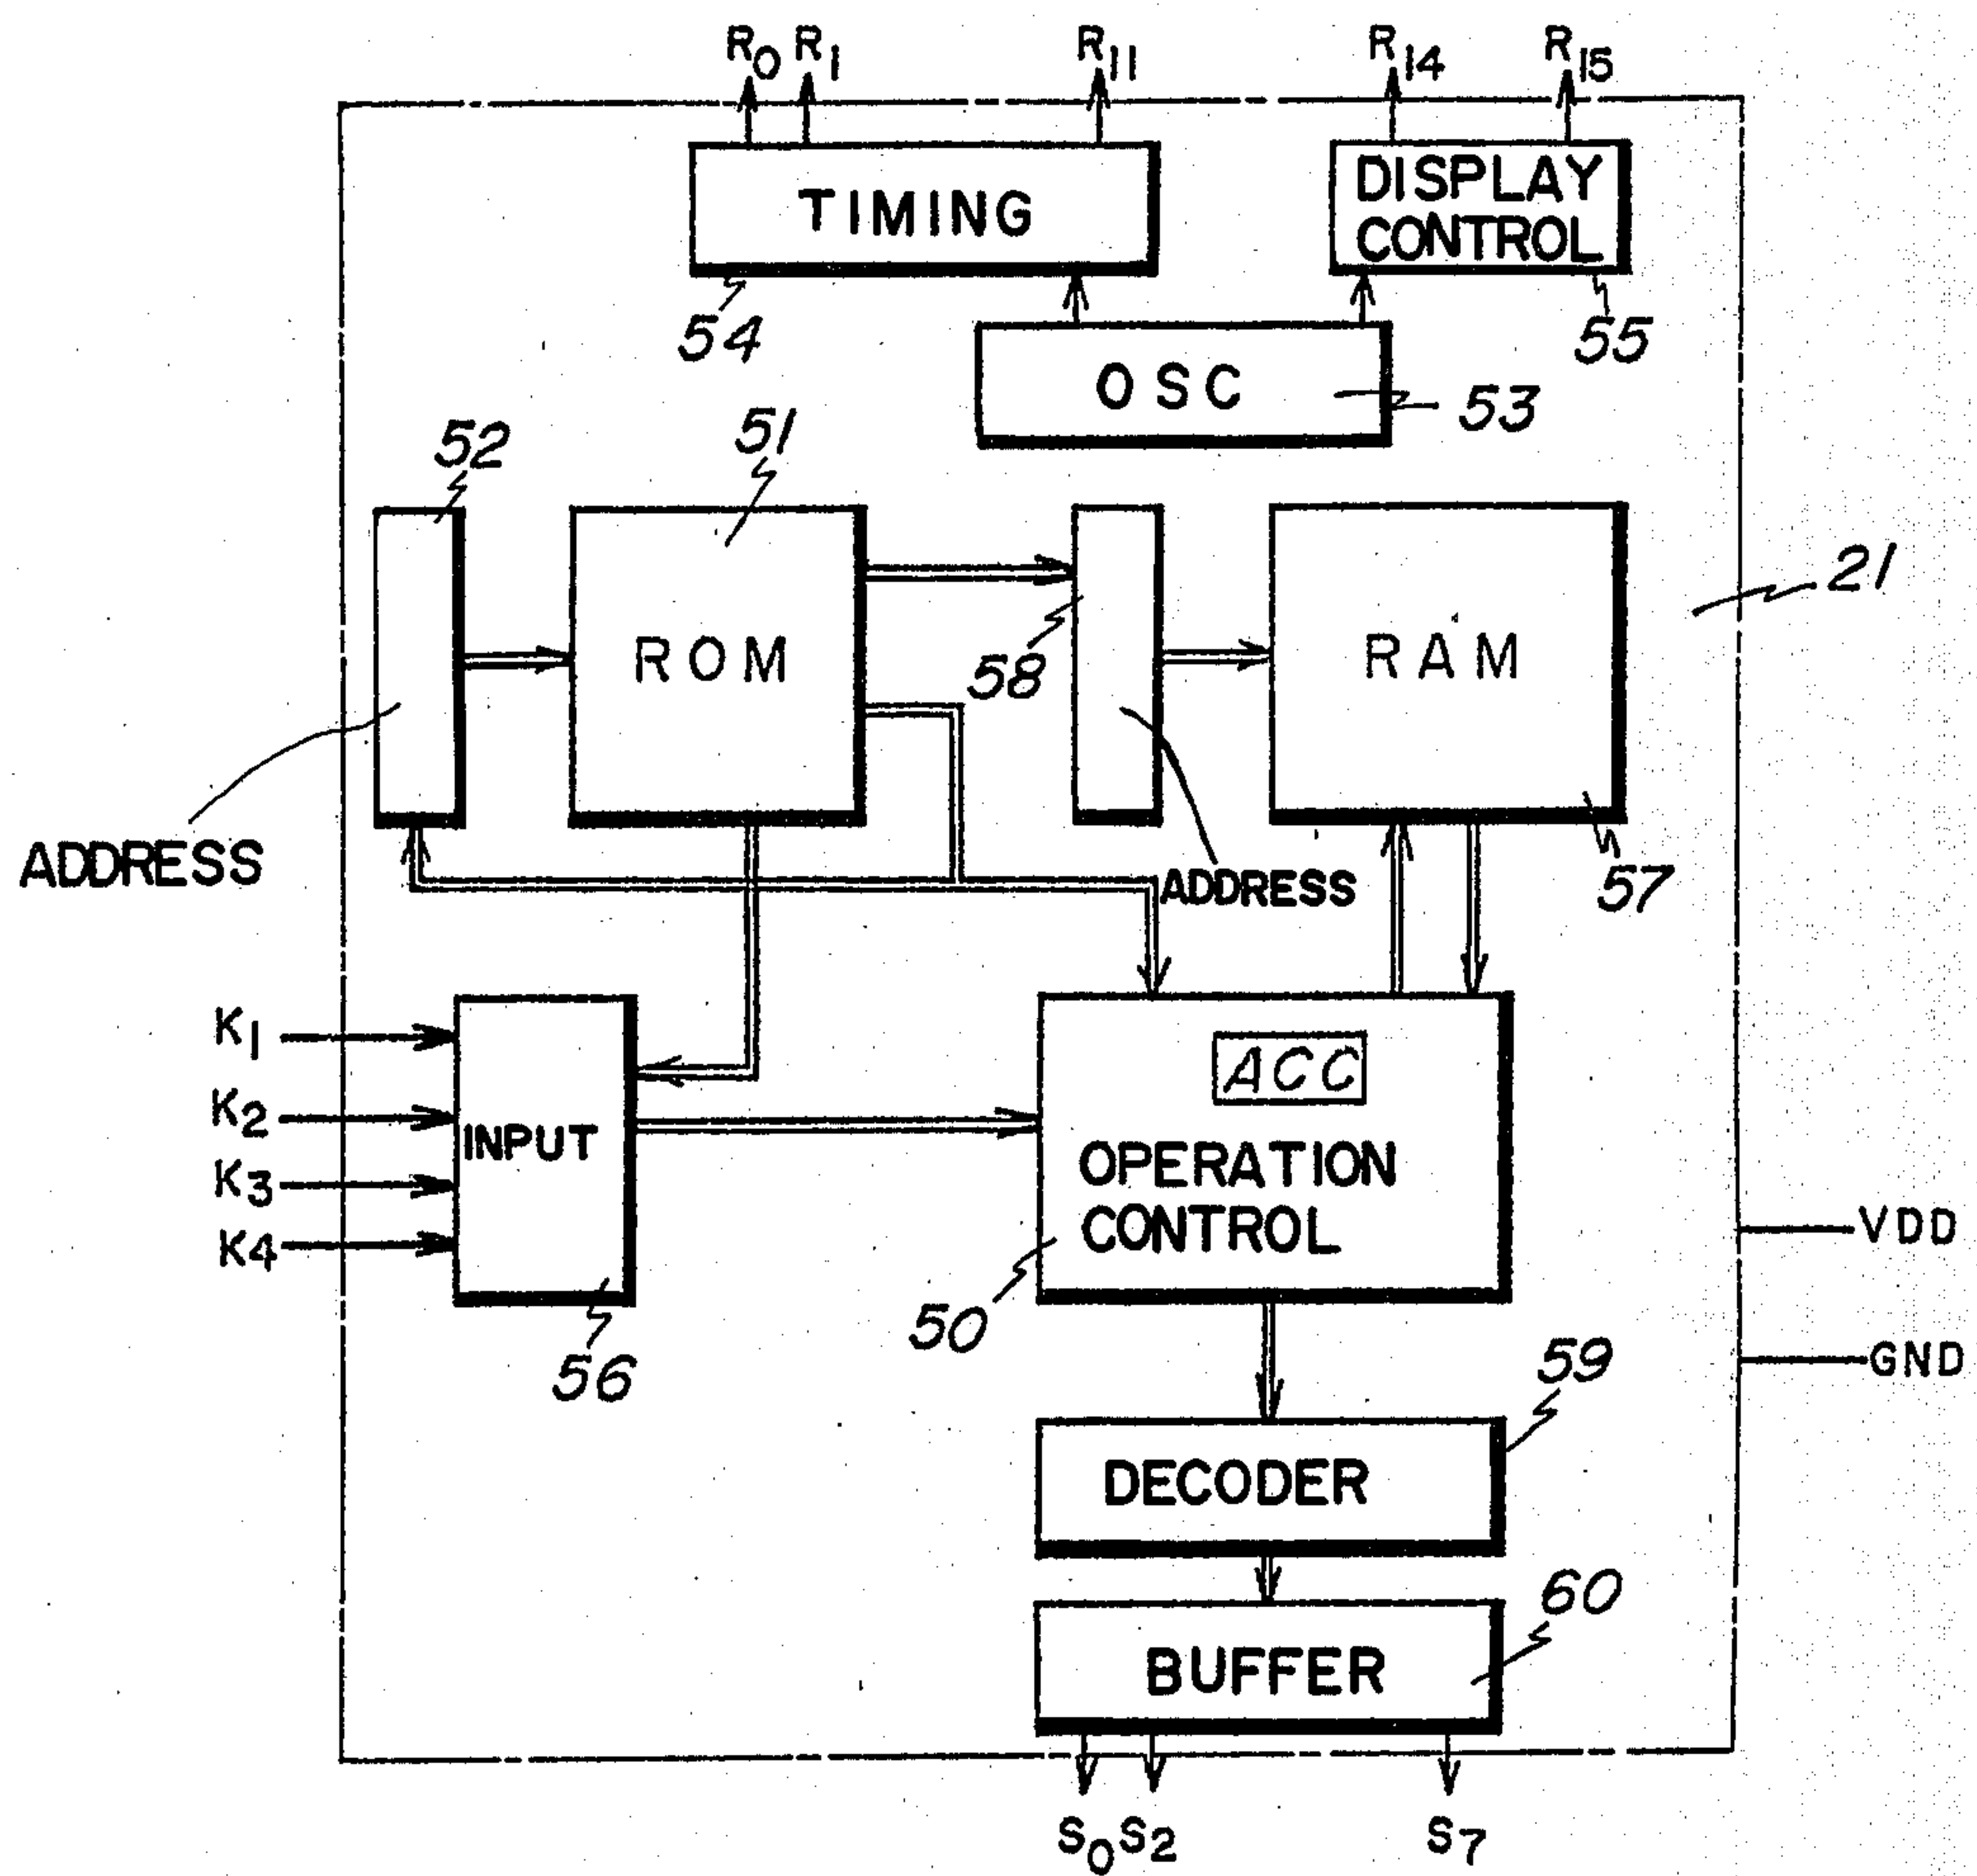 R0 R1 R11 R14 R15
TIMING
DISPLAY
CONTROL
54
55
OSC
53
52
51
21
ROM
58
RAM
ADDRESS
ADDRESS
57
K1
K2
K3
K4
INPUT
56
ACC
OPERATION
CONTROL
50
VDD
GND
59
DECODER
60
BUFFER
S0 S2 S7